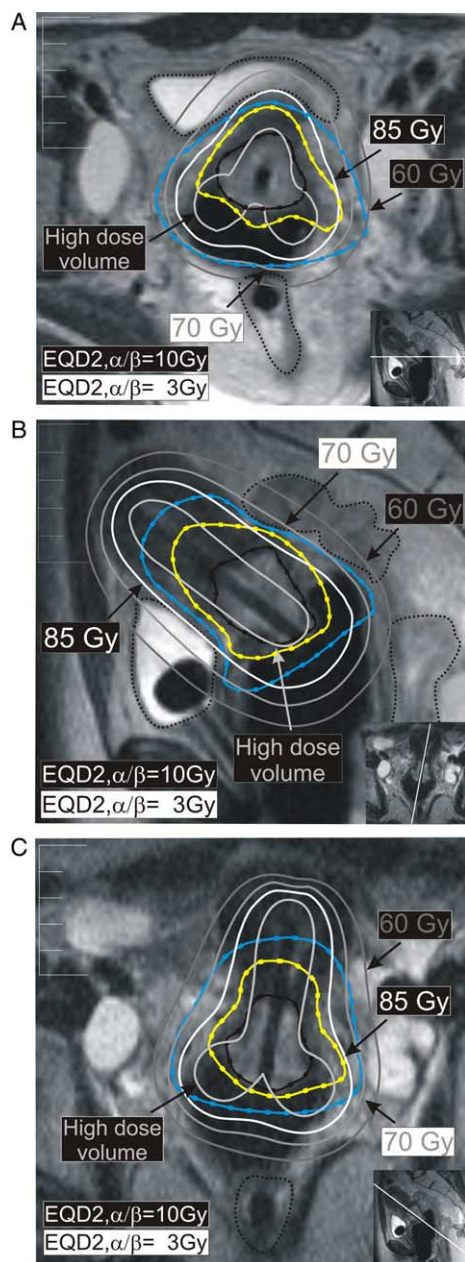 A
85 Gy
60 Gy
High dose
volume
70 Gy
EQD2,α/β=10Gy
EQD2,α/β= 3Gy
B
70 Gy
60 Gy
85 Gy
High dose
volume
EQD2,α/β=10Gy
EQD2,α/β= 3Gy
C
60 Gy
85 Gy
High dose
volume
70 Gy
EQD2,α/β=10Gy
EQD2,α/β= 3Gy